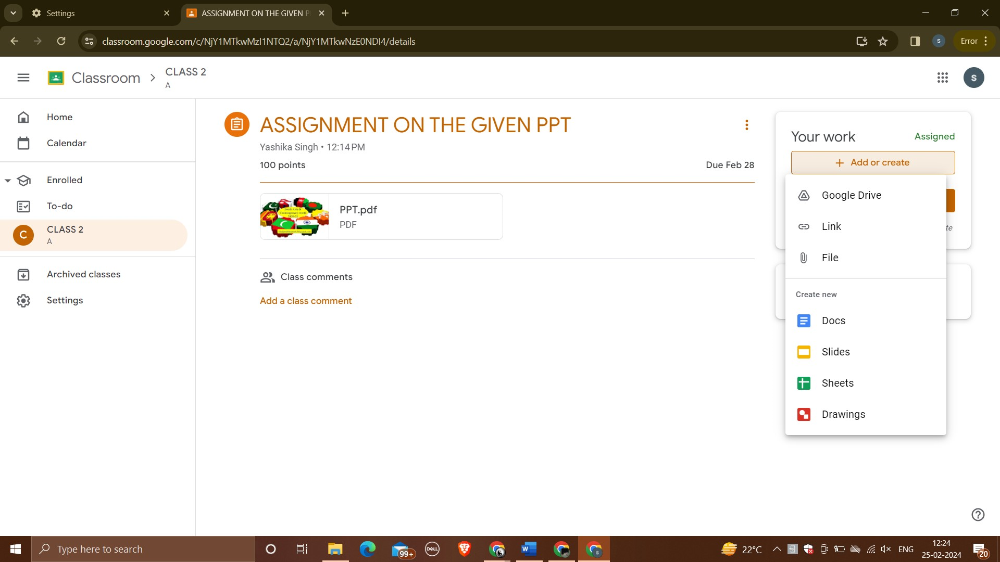 Settings
ASSIGNMENT ON THE GIVEN P
classroom.google.com/c/NjY1MTkwMzI1NTQ2/a/NjY1MTkwNzE0NDI4/details
S
Error
Classroom
CLASS 2
A
S
Home
Calendar
Enrolled
To-do
C
CLASS 2
A
Archived classes
Settings
ASSIGNMENT ON THE GIVEN PPT
Yashika Singh • 12:14 PM
100 points
Due Feb 28
PPT.pdf
PDF
Class comments
Add a class comment
Your work
Assigned
+ Add or create
Google Drive
Link
File
Create new
Docs
Slides
Sheets
Drawings
te
Type here to search
99+
DELL
W
S
22°C
ENG
12:24
25-02-2024
20